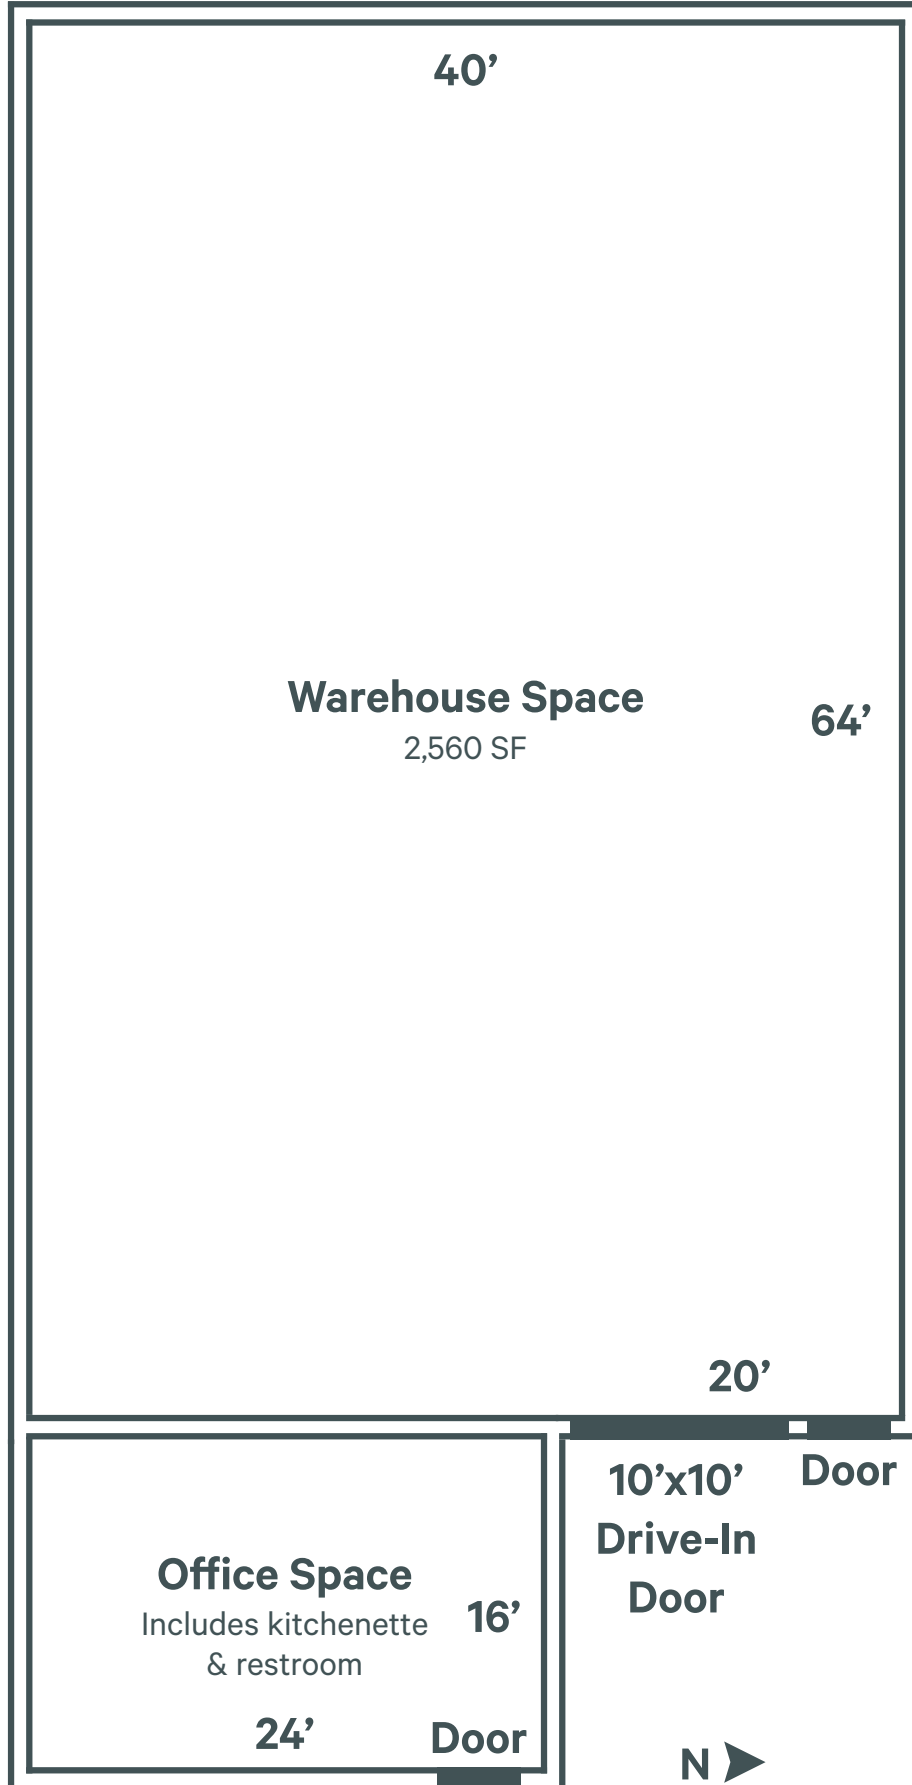 40’
Warehouse Space
2,560 SF
64’
20’
10’x10’
Drive-In
Door
Door
Office Space
Includes kitchenette
& restroom
16’
24’
Door
N